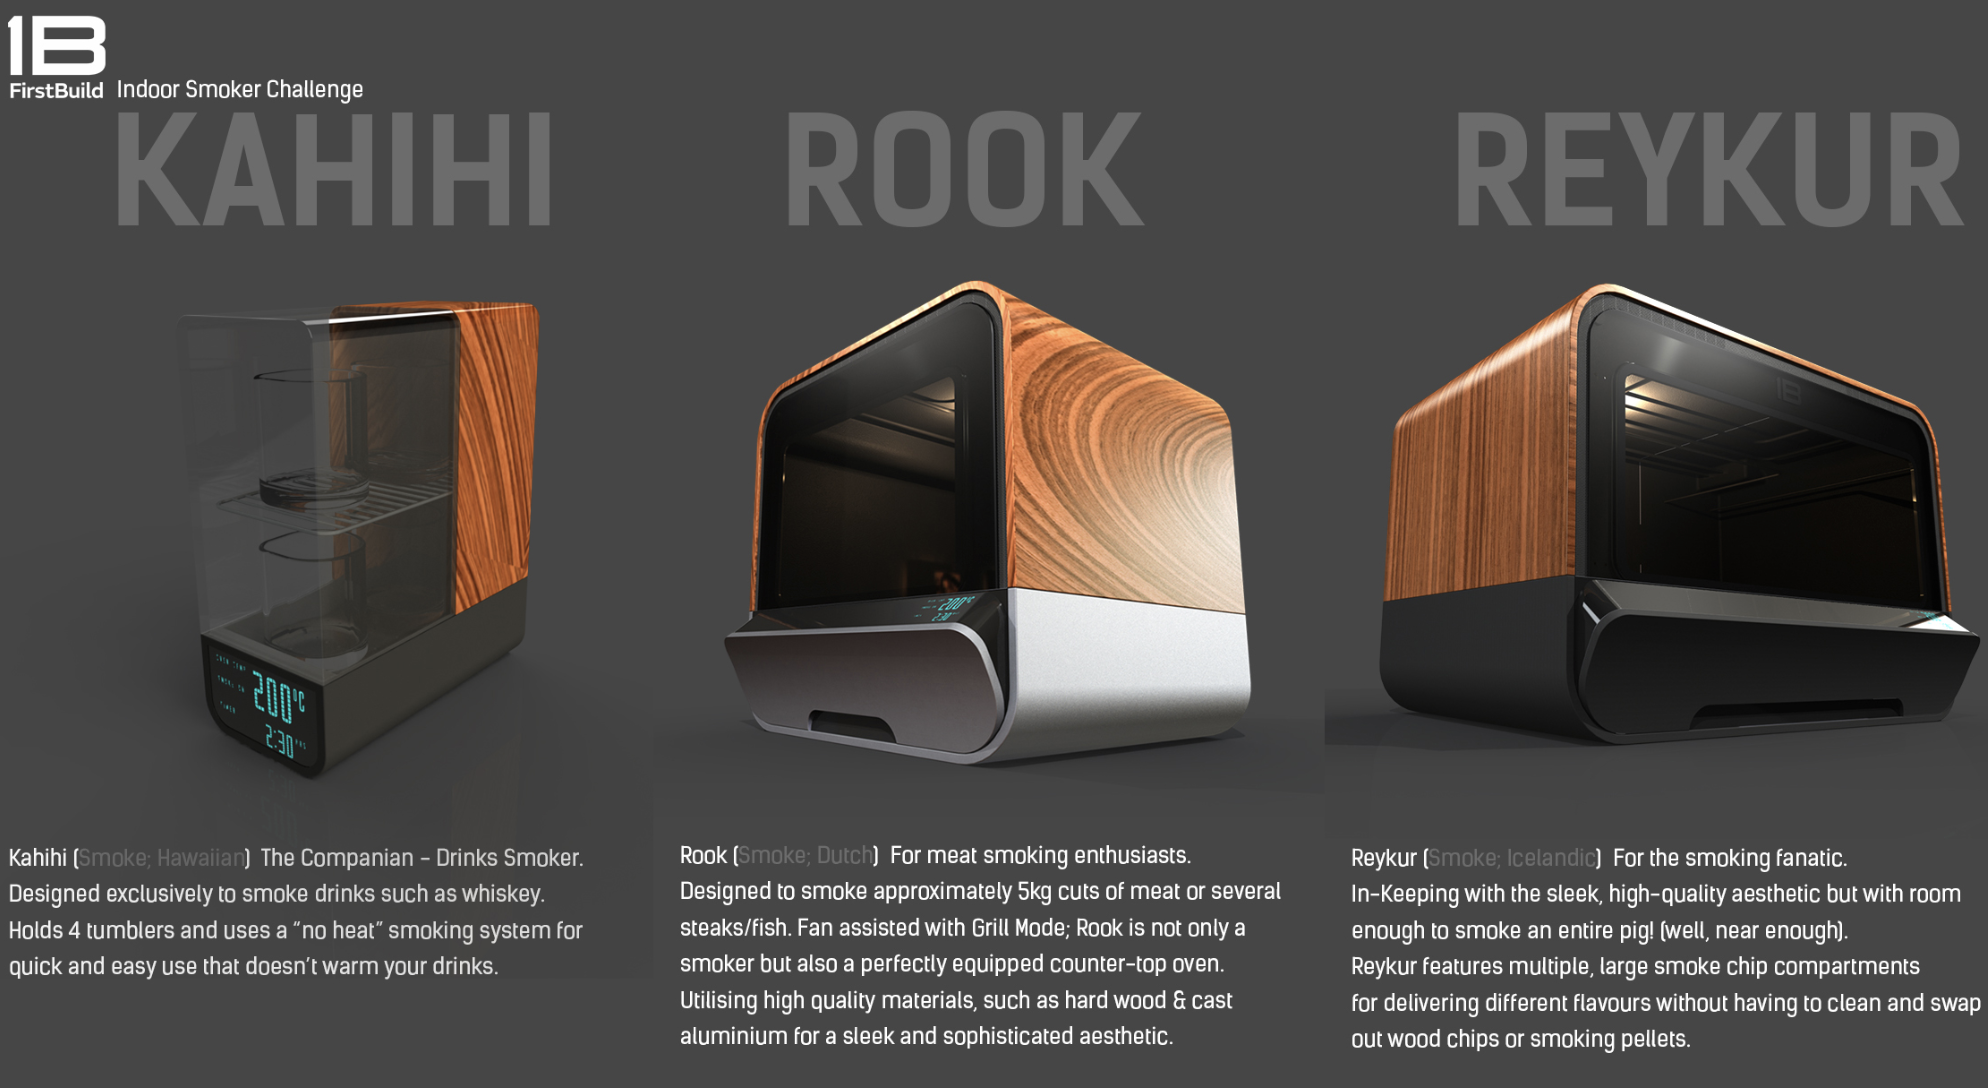 1B
FirstBuild Indoor Smoker Challenge
KAHIHI
ROOK
REYKUR
200°C
2:30
200°C
2:30
1B
Kahihi (Smoke; Hawaiian) The Companian - Drinks Smoker.
Designed exclusively to smoke drinks such as whiskey.
Holds 4 tumblers and uses a “no heat” smoking system for
quick and easy use that doesn’t warm your drinks.
Rook (Smoke; Dutch) For meat smoking enthusiasts.
Designed to smoke approximately 5kg cuts of meat or several
steaks/fish. Fan assisted with Grill Mode; Rook is not only a
smoker but also a perfectly equipped counter-top oven.
Utilising high quality materials, such as hard wood & cast
aluminium for a sleek and sophisticated aesthetic.
Reykur (Smoke; Icelandic) For the smoking fanatic.
In-Keeping with the sleek, high-quality aesthetic but with room
enough to smoke an entire pig! (well, near enough).
Reykur features multiple, large smoke chip compartments
for delivering different flavours without having to clean and swap
out wood chips or smoking pellets.